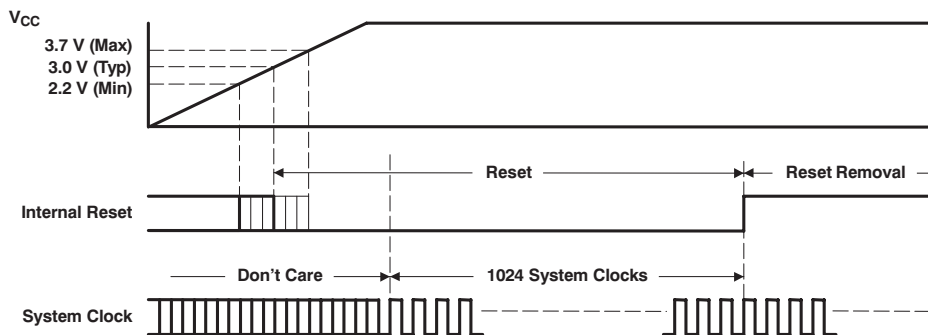 VCC
3.7 V (Max)
3.0 V (Typ)
2.2 V (Min)
Reset
Reset Removal
Internal Reset
Don't Care
1024 System Clocks
System Clock